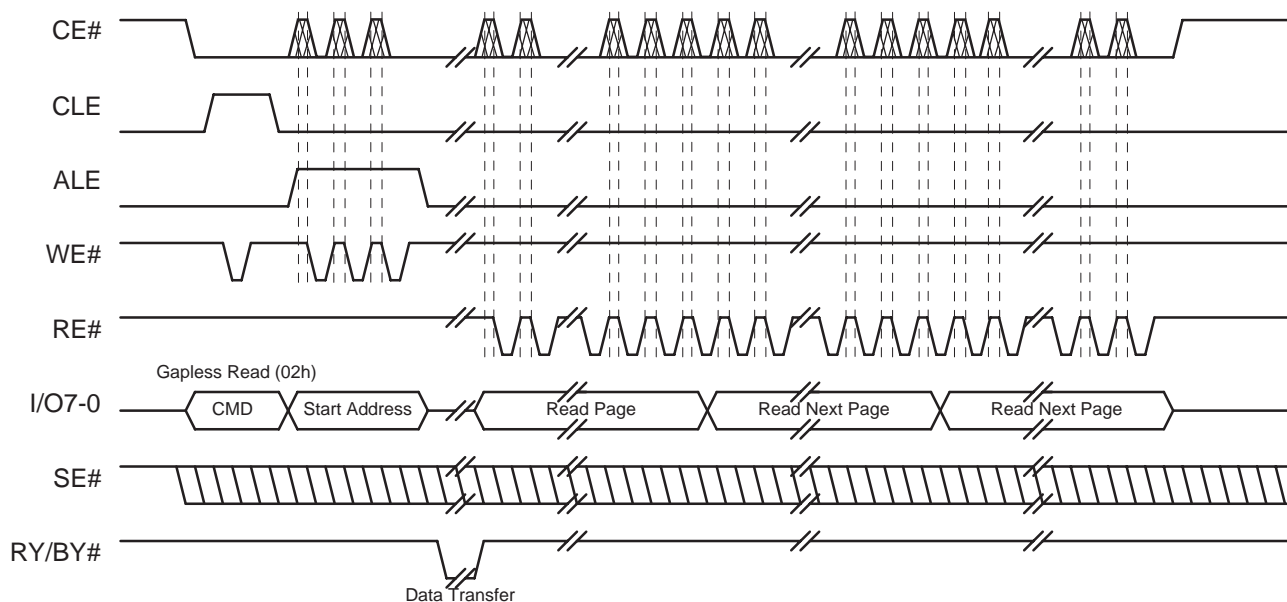 CE#
CLE
ALE
WE#
RE#
Gapless Read (02h)
I/O7-0 CMD Start Address Read Page Read Next Page Read Next Page
SE#
RY/BY#
Data Transfer